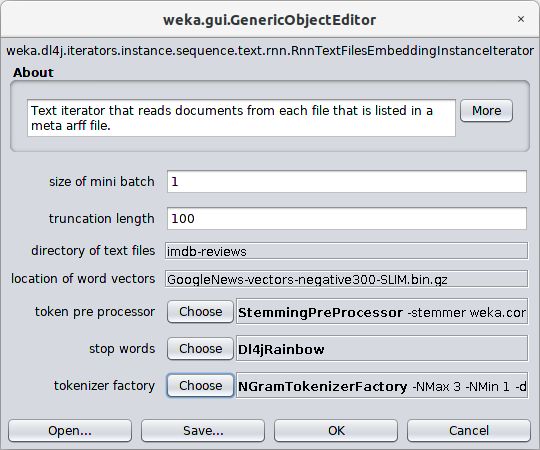 weka.gui.GenericObjectEditor
×
weka.dl4j.iterators.instance.sequence.text.rnn.RnnTextFilesEmbeddingInstanceIterator
About
Text iterator that reads documents from each file that is listed in a
meta arff file.
More
size of mini batch 1
truncation length 100
directory of text files imdb-reviews
location of word vectors GoogleNews-vectors-negative300-SLIM.bin.gz
token pre processor Choose StemmingPreProcessor -stemmer weka.cor
stop words Choose Dl4jRainbow
tokenizer factory Choose NGramTokenizerFactory -NMax 3 -NMin 1 -d
Open... Save... OK Cancel